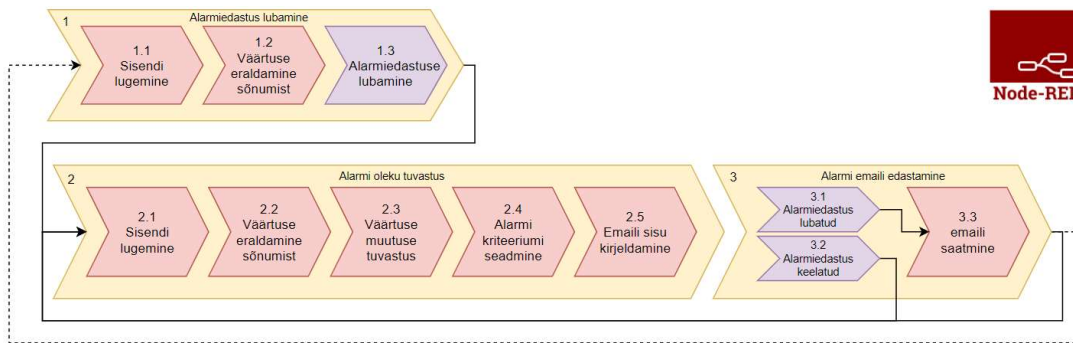 1
Alarmiedastus lubamine
1.1
Sisendi
lugemine
1.2
Väärtuse
eraldamine
sõnumist
1.3
Alarmiedastuse
lubamine
Node-RE
2
Alarmi oleku tuvastus
2.1
Sisendi
lugemine
2.2
Väärtuse
eraldamine
sõnumist
2.3
Väärtuse
muutuse
tuvastus
2.4
Alarmi
kriteeriumi
seadmine
2.5
Emaili sisu
kirjeldamine
3
Alarmi emaili edastamine
3.1
Alarmiedastus
lubatud
3.2
Alarmiedastus
keelatud
3.3
emaili
saatmine